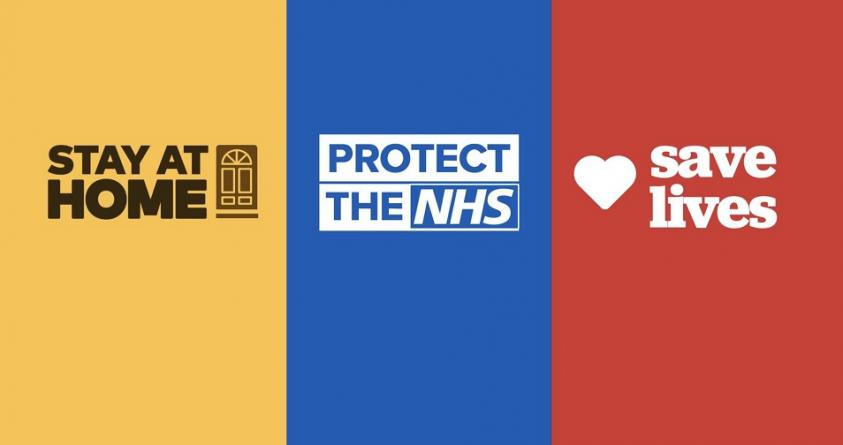 STAY AT
HOME
PROTECT
THE NHS
save
lives